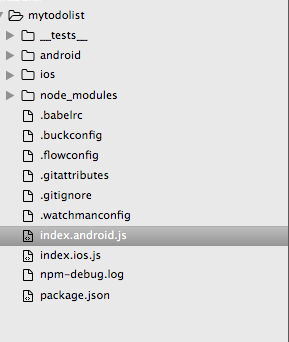 mytodolist
__tests__
android
ios
node_modules
.babelrc
.buckconfig
.flowconfig
.gitattributes
.gitignore
.watchmanconfig
index.android.js
index.ios.js
npm-debug.log
package.json